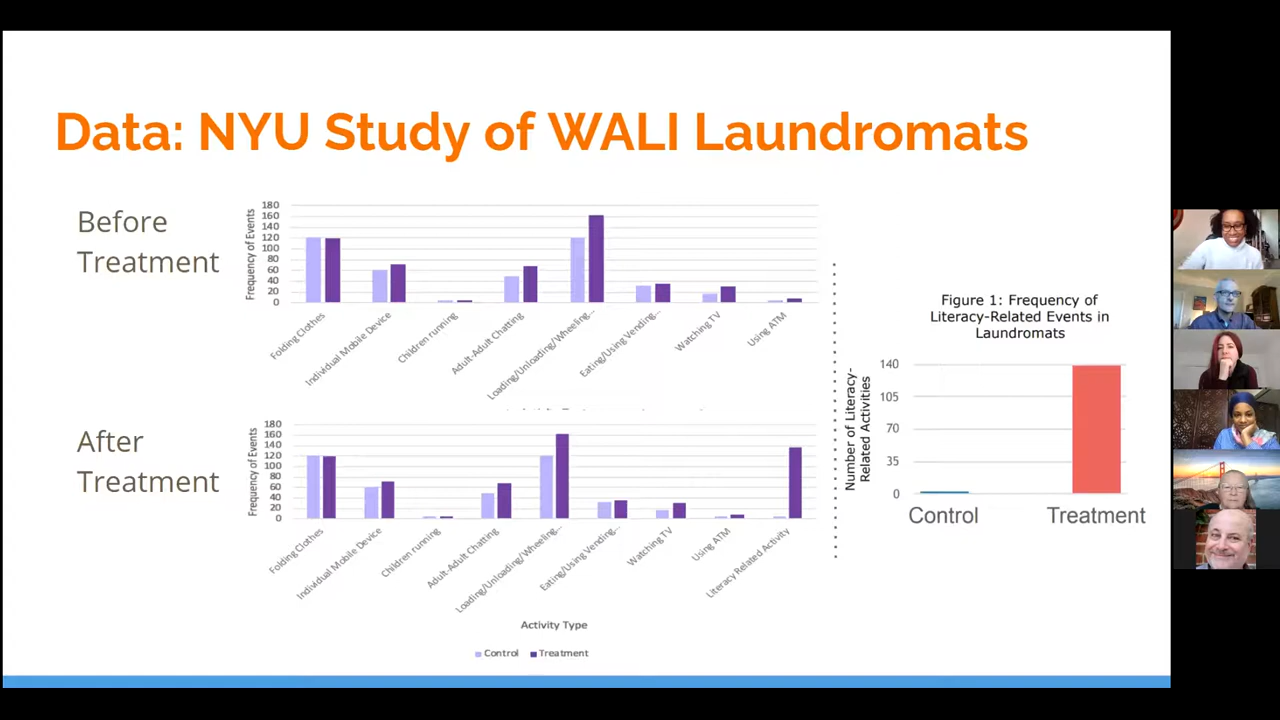 Data: NYU Study of WALI Laundromats
Before
Treatment
Frequency of Events
180
160
140
120
100
80
60
40
20
0
Folding Clothes
Individual Mobile Device
Children running
Adult-Adult Chatting
Loading/Unloading/Wheeling...
Eating/Using Vending...
Watching TV
Using ATM
After
Treatment
Frequency of Events
180
160
140
120
100
80
60
40
20
0
Folding Clothes
Individual Mobile Device
Children running
Adult-Adult Chatting
Loading/Unloading/Wheeling...
Eating/Using Vending...
Watching TV
Using ATM
Literacy Related Activity
Activity Type
Control
Treatment
Figure 1: Frequency of
Literacy-Related Events in
Laundromats
Number of Literacy-
Related Activities
140
105
70
35
0
Control
Treatment